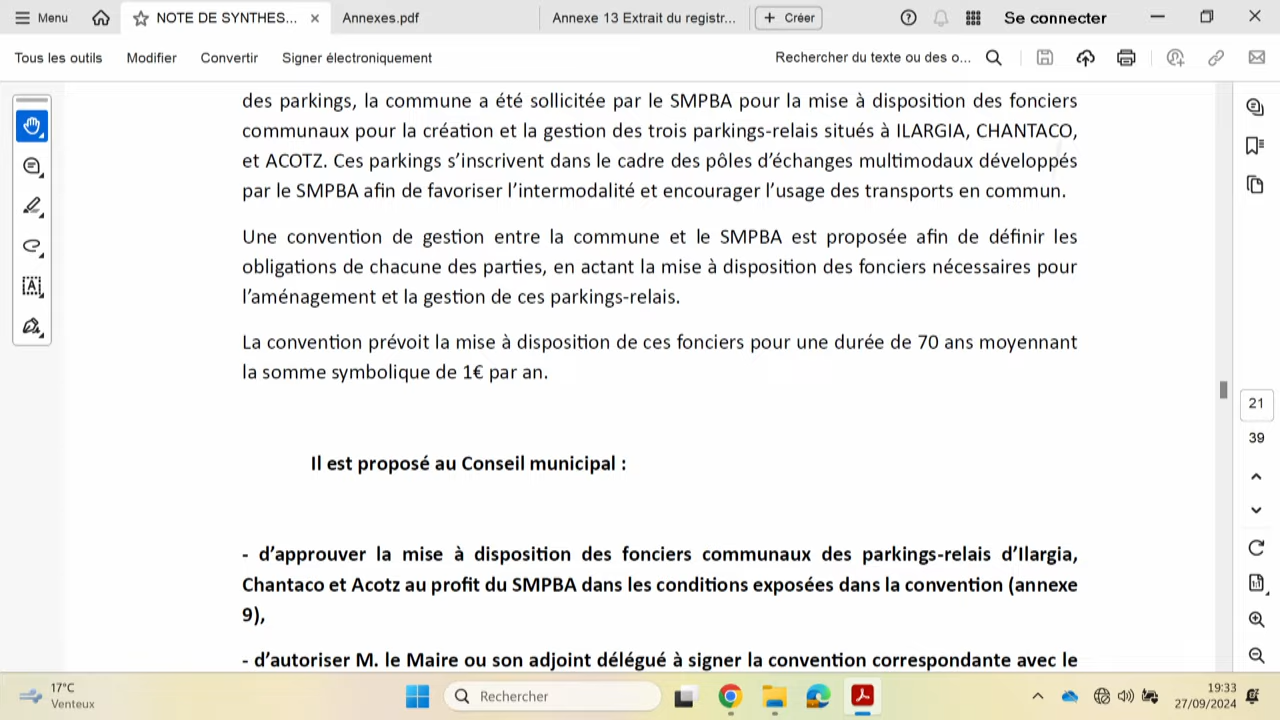 Menu
NOTE DE SYNTHES...
Annexes.pdf
Annexe 13 Extrait du registr...
Créer
Se connecter
Tous les outils
Modifier
Convertir
Signer électroniquement
Rechercher du texte ou des o...
des parkings, la commune a été sollicitée par le SMPBA pour la mise à disposition des fonciers
communaux pour la création et la gestion des trois parkings-relais situés à ILARGIA, CHANTACO,
et ACOTZ. Ces parkings s’inscrivent dans le cadre des pôles d’échanges multimodaux développés
par le SMPBA afin de favoriser l’intermodalité et encourager l’usage des transports en commun.
Une convention de gestion entre la commune et le SMPBA est proposée afin de définir les
obligations de chacune des parties, en actant la mise à disposition des fonciers nécessaires pour
l’aménagement et la gestion de ces parkings-relais.
La convention prévoit la mise à disposition de ces fonciers pour une durée de 70 ans moyennant
la somme symbolique de 1€ par an.
Il est proposé au Conseil municipal :
- d’approuver la mise à disposition des fonciers communaux des parkings-relais d’Ilargia,
Chantaco et Acotz au profit du SMPBA dans les conditions exposées dans la convention (annexe
9),
- d’autoriser M. le Maire ou son adjoint délégué à signer la convention correspondante avec le
21
39
17°C
Venteux
Rechercher
19:33
27/09/2024